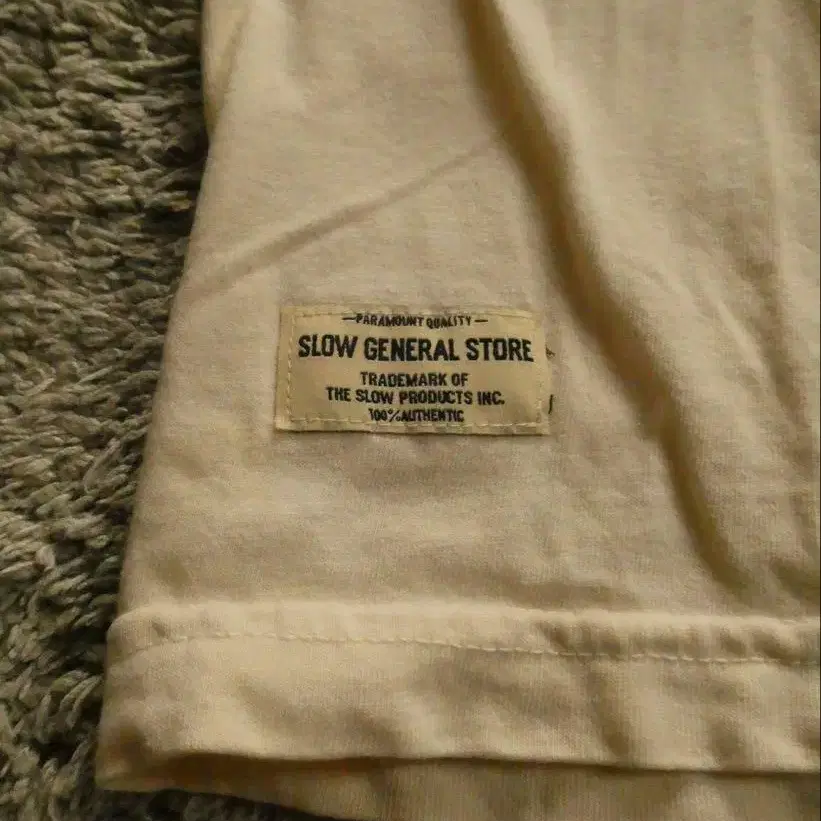 —PARAMOUNT QUALITY—
SLOW GENERAL STORE
TRADEMARK OF
THE SLOW PRODUCTS INC.
100%AUTHENTIC